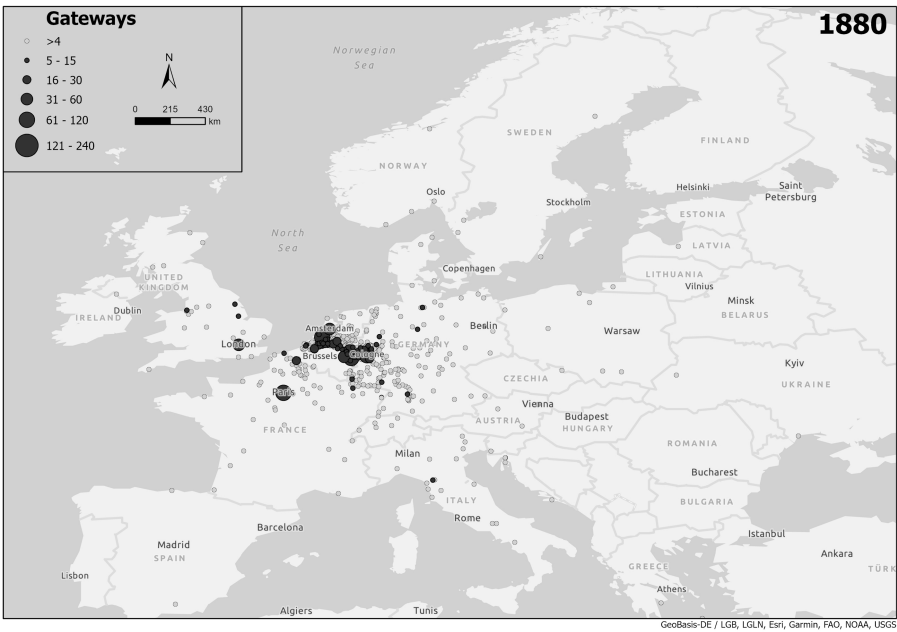 Gateways
>4
5 - 15
16 - 30
31 - 60
61 - 120
121 - 240
N
0 215 430
km
1880
Norwegian
Sea
SWEDEN
FINLAND
NORWAY
Oslo
Helsinki
Saint
Petersburg
Stockholm
ESTONIA
North
Sea
LATVIA
Copenhagen
LITHUANIA
Vilnius
UNITED
KINGDOM
Minsk
BELARUS
IRELAND
Dublin
Amsterdam
Berlin
Warsaw
London
Brussels
Cologne
GERMANY
Kyiv
UKRAINE
CZECHIA
Paris
Vienna
AUSTRIA
Budapest
HUNGARY
FRANCE
ROMANIA
Milan
Bucharest
ITALY
BULGARIA
Rome
Barcelona
Istanbul
Madrid
SPAIN
Ankara
GREECE
TÜRK
Lisbon
Athens
Algiers
Tunis
GeoBasis-DE / LGB, LGLN, Esri, Garmin, FAO, NOAA, USGS